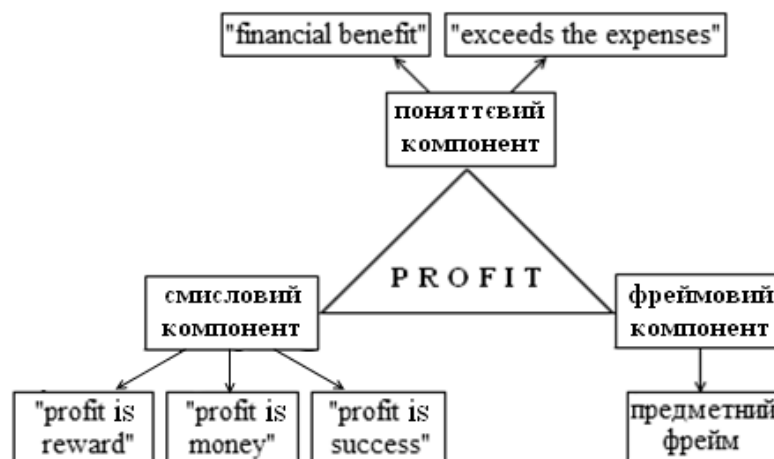 "financial benefit"
"exceeds the expenses"
поняттєвий
компонент
P R O F I T
смисловий
компонент
фреймовий
компонент
"profit is
reward"
"profit is
money"
"profit is
success"
предметний
фрейм